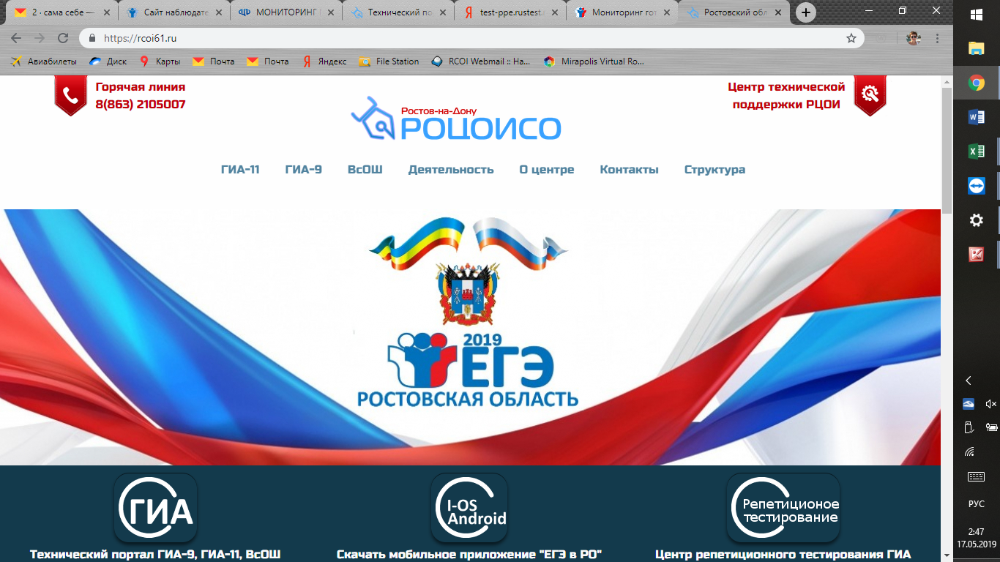 2 · сама себе —
Сайт наблюдате
МОНИТОРИНГ
Технический по
test-ppe.rustest.
Мониторинг гот
Ростовский обл
https://rcoi61.ru
Авиабилеты
Диск
Карты
Почта
Почта
Яндекс
File Station
RCOI Webmail :: На...
Mirapolis Virtual Ro...
Горячая линия
8(863) 2105007
Ростов-на-Дону
РОЦОИСО
Центр технической
поддержки РЦОИ
ГИА-11
ГИА-9
ВсОШ
Деятельность
О центре
Контакты
Структура
2019
ЕГЭ
РОСТОВСКАЯ ОБЛАСТЬ
ГИА
Технический портал ГИА-9, ГИА-11, ВсОШ
I-OS
Android
Скачать мобильное приложение "ЕГЭ в РО"
Репетиционое
тестирование
Центр репетиционного тестирования ГИА
РУС
2:47
17.05.2019